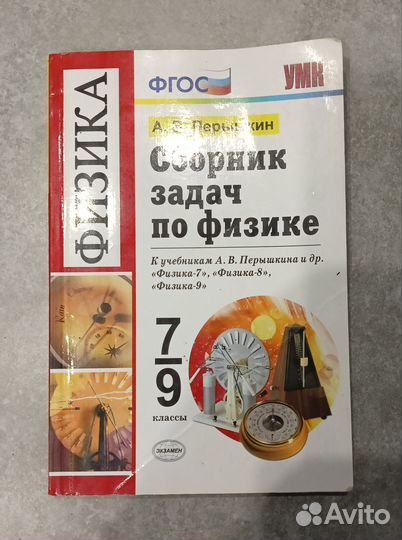 ФИЗИКА
ФГОС
УМК
А. В. Перышкин
Сборник
задач
по физике
К учебникам А. В. Перышкина и др.
«Физика-7», «Физика-8»,
«Физика-9»
7
9
классы
ЭКЗАМЕН
Avito